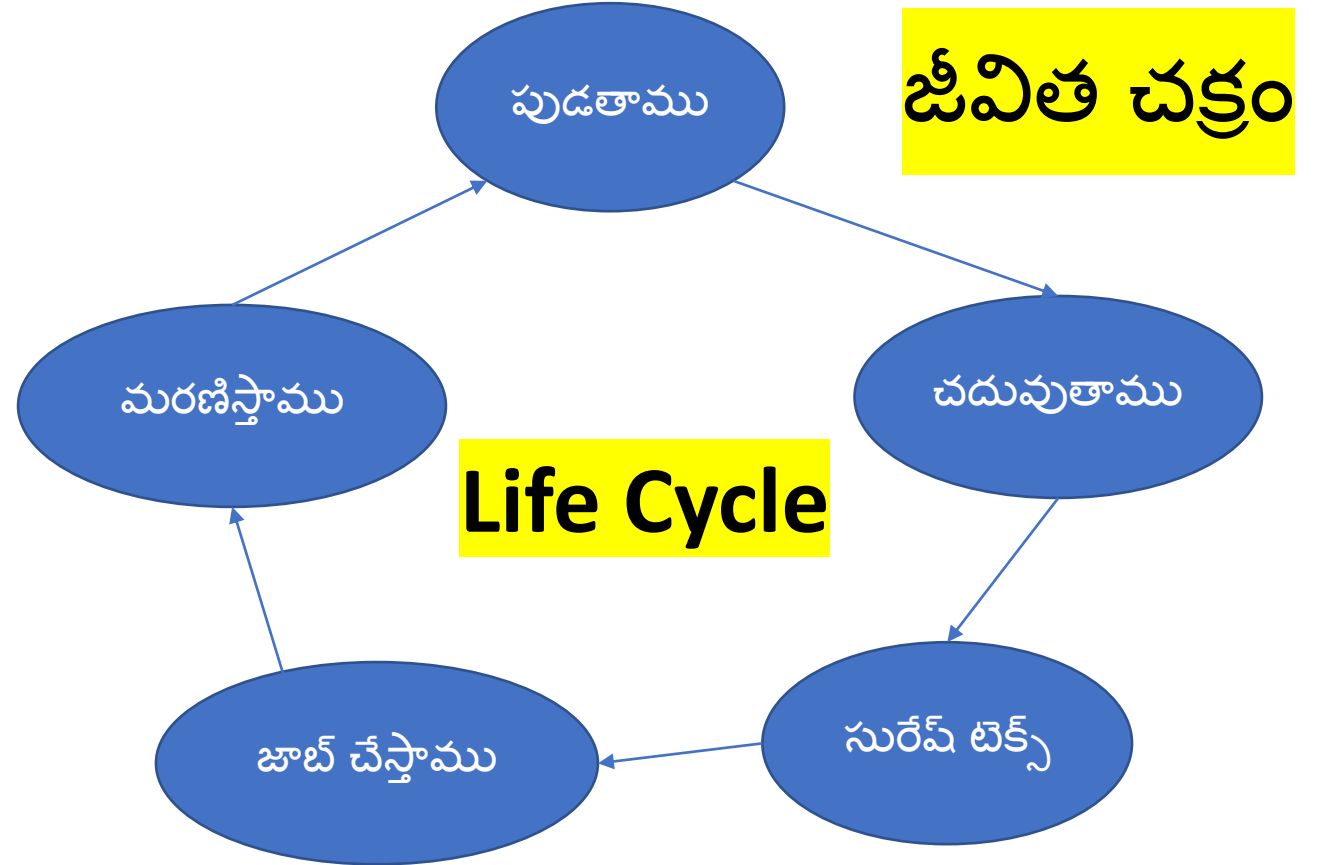 జీవిత చక్రం
పుడతాము
చదువుతాము
సురేష్ టెక్స్
జాబ్ చేస్తాము
మరణిస్తాము
Life Cycle